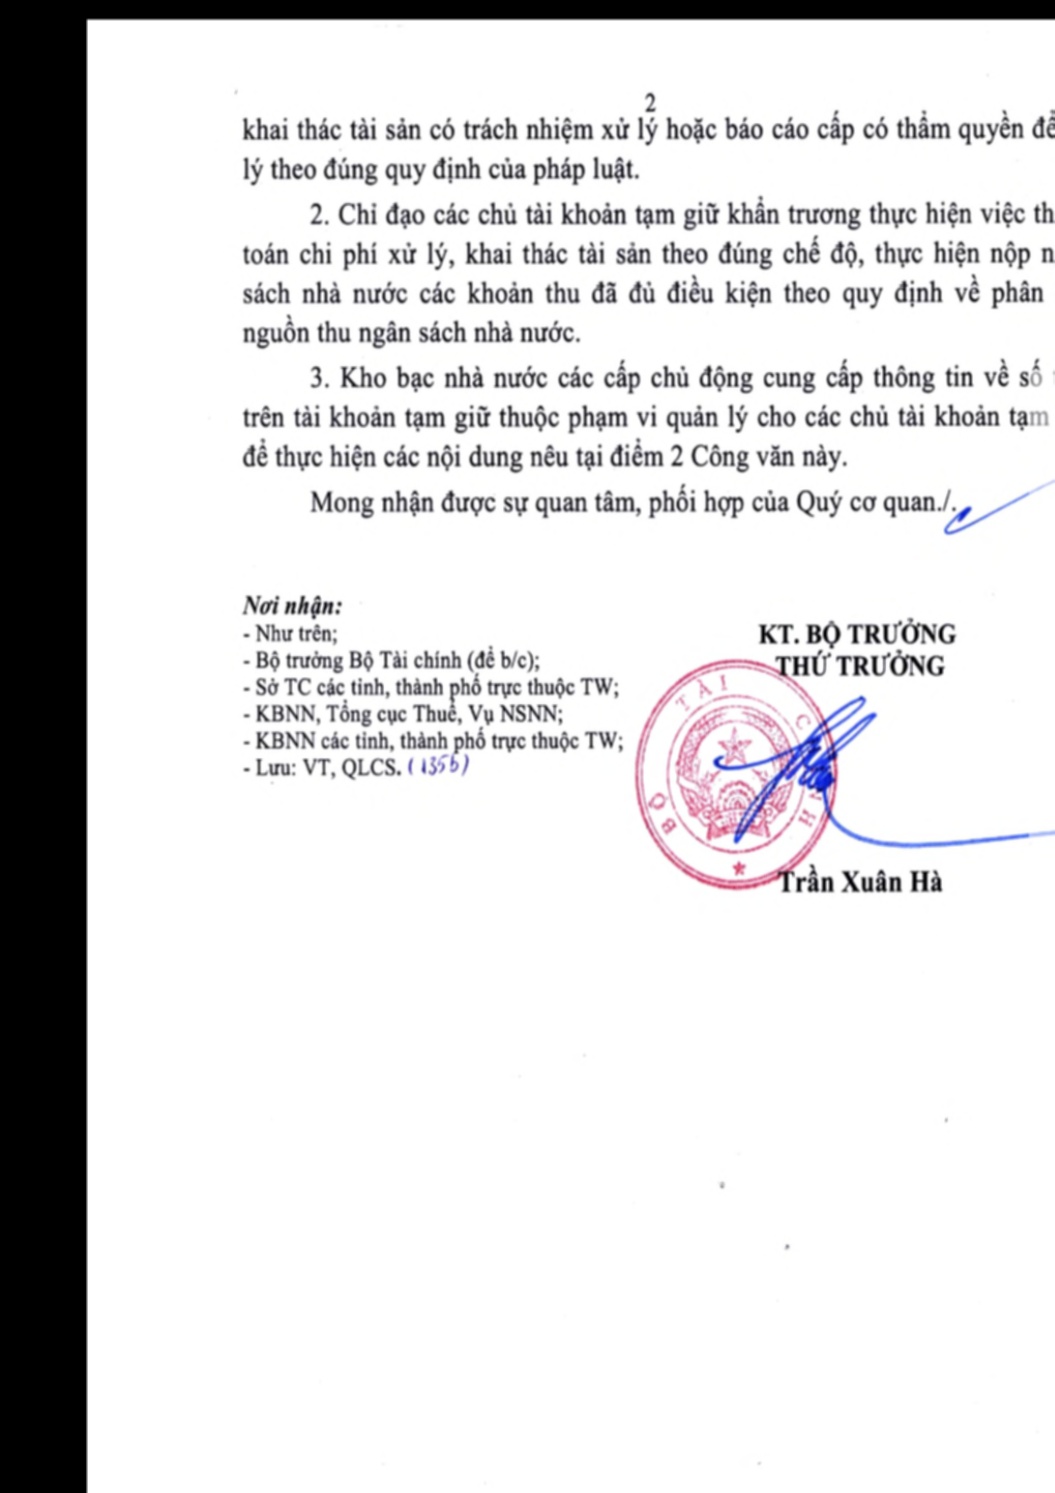 2
khai thác tài sản có trách nhiệm xử lý hoặc báo cáo cấp có thẩm quyền để
lý theo đúng quy định của pháp luật.
2. Chỉ đạo các chủ tài khoản tạm giữ khẩn trương thực hiện việc th
toán chi phí xử lý, khai thác tài sản theo đúng chế độ, thực hiện nộp n
sách nhà nước các khoản thu đã đủ điều kiện theo quy định về phân
nguồn thu ngân sách nhà nước.
3. Kho bạc nhà nước các cấp chủ động cung cấp thông tin về số
trên tài khoản tạm giữ thuộc phạm vi quản lý cho các chủ tài khoản tạm
để thực hiện các nội dung nêu tại điểm 2 Công văn này.
Mong nhận được sự quan tâm, phối hợp của Quý cơ quan./.
Nơi nhận:
- Như trên;
- Bộ trưởng Bộ Tài chính (để b/c);
- Sở TC các tỉnh, thành phố trực thuộc TW;
- KBNN, Tổng cục Thuế, Vụ NSNN;
- KBNN các tỉnh, thành phố trực thuộc TW;
- Lưu: VT, QLCS.
KT. BỘ TRƯỞNG
THỨ TRƯỞNG
BỘ TÀI
Trần Xuân Hà